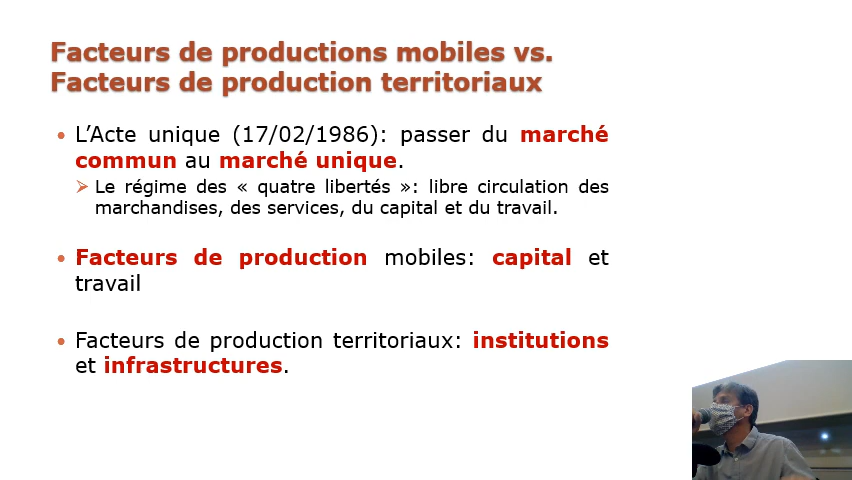 Facteurs de productions mobiles vs.
Facteurs de production territoriaux
• L’Acte unique (17/02/1986): passer du marché
commun au marché unique.
➢ Le régime des « quatre libertés »: libre circulation des
marchandises, des services, du capital et du travail.
• Facteurs de production mobiles: capital et
travail
• Facteurs de production territoriaux: institutions
et infrastructures.